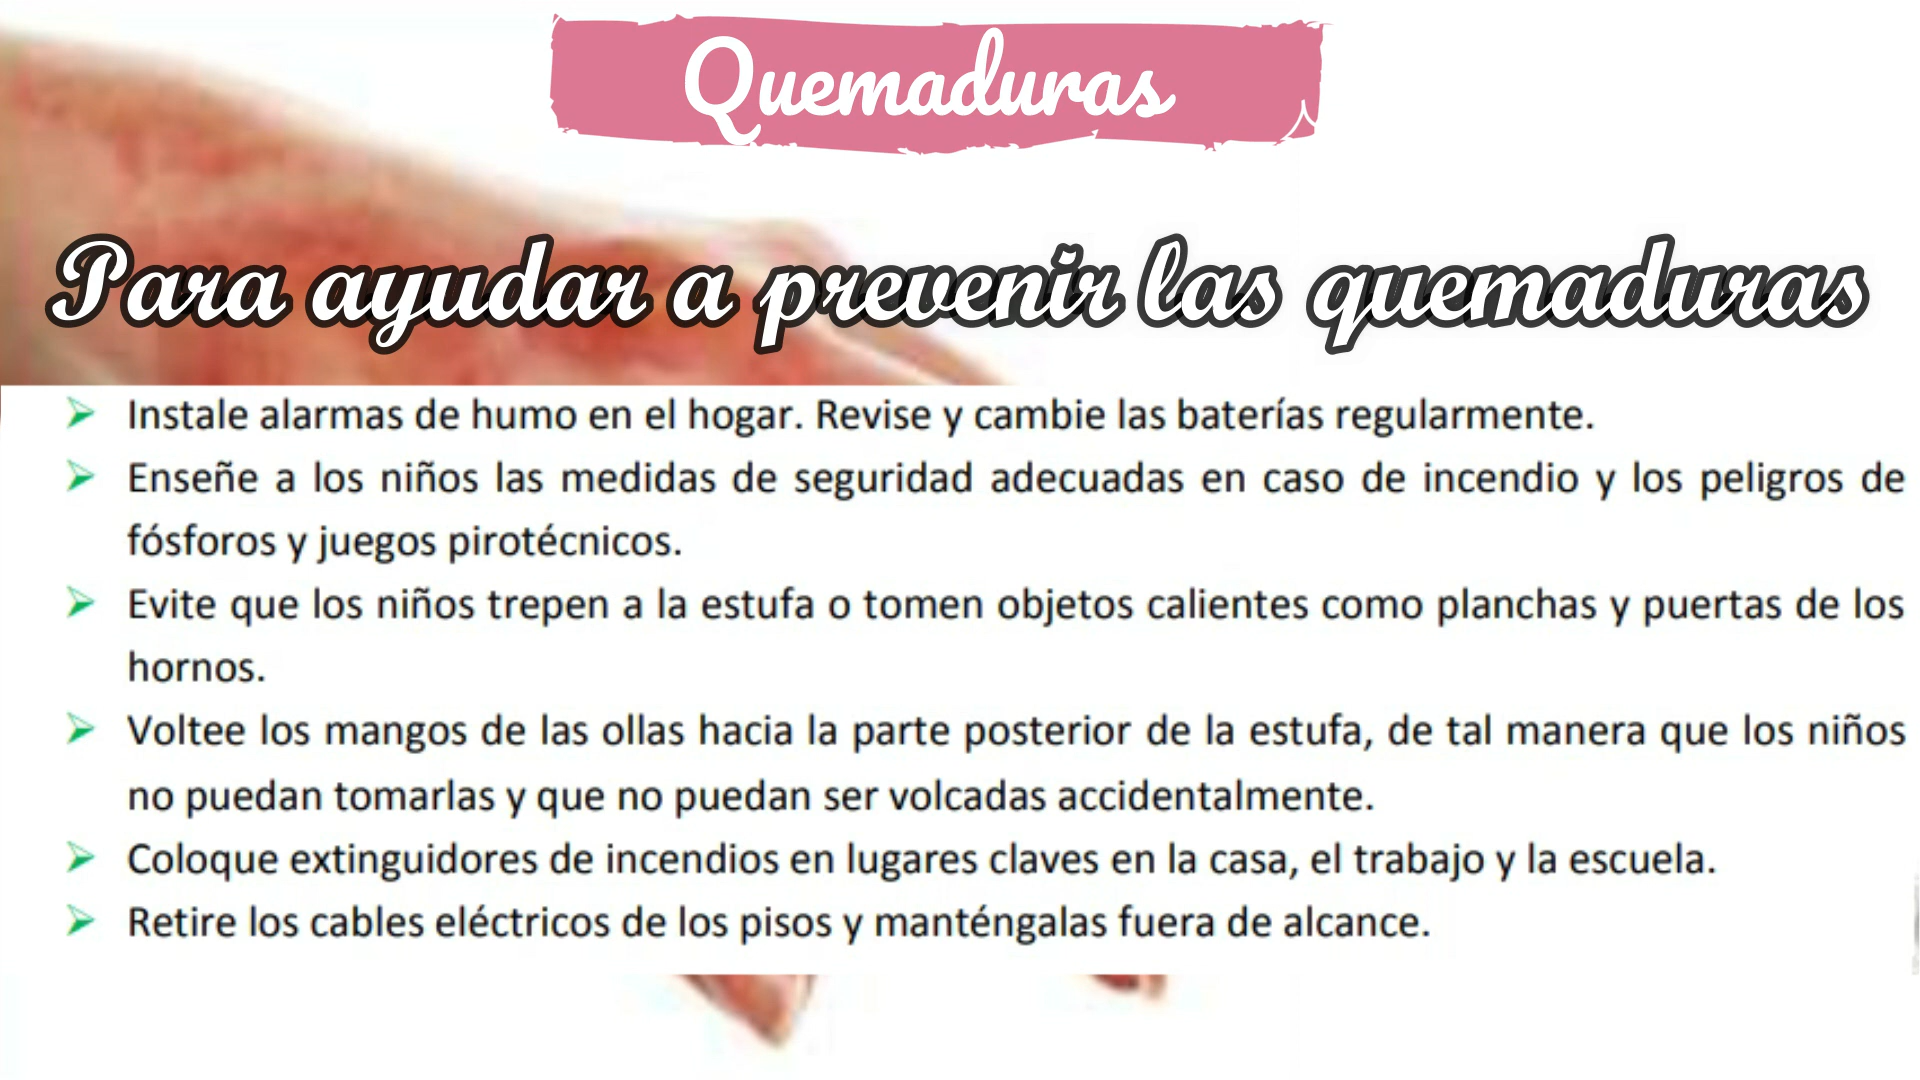 Quemaduras
Para ayudar a prevenir las quemaduras
Instale alarmas de humo en el hogar. Revise y cambie las baterías regularmente.
Enseñe a los niños las medidas de seguridad adecuadas en caso de incendio y los peligros de
fósforos y juegos pirotécnicos.
Evite que los niños trepen a la estufa o tomen objetos calientes como planchas y puertas de los
hornos.
Voltee los mangos de las ollas hacia la parte posterior de la estufa, de tal manera que los niños
no puedan tomarlas y que no puedan ser volcadas accidentalmente.
Coloque extinguidores de incendios en lugares claves en la casa, el trabajo y la escuela.
Retire los cables eléctricos de los pisos y manténgalas fuera de alcance.